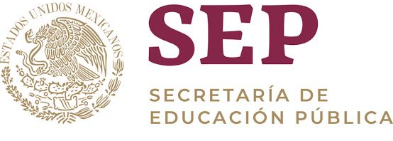 ESTADOS UNIDOS MEXICANOS
SEP
SECRETARÍA DE
EDUCACIÓN PÚBLICA